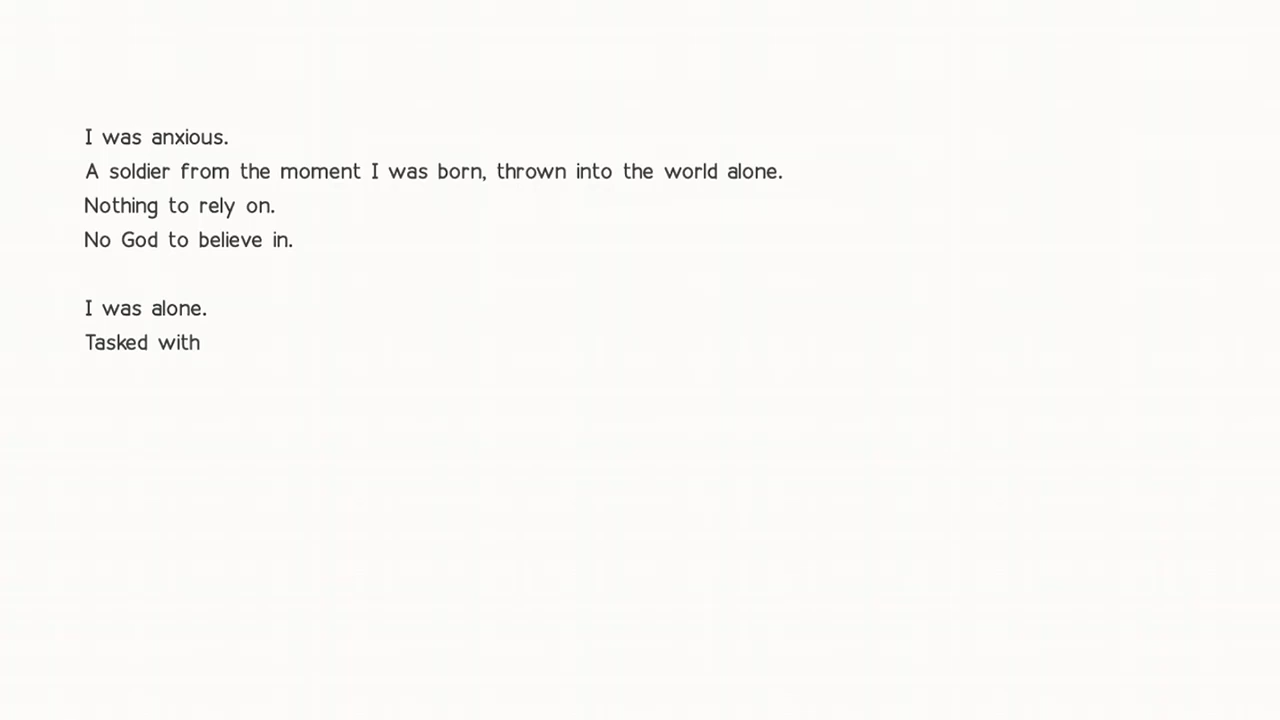 I was anxious.
A soldier from the moment I was born, thrown into the world alone.
Nothing to rely on.
No God to believe in.
I was alone.
Tasked with